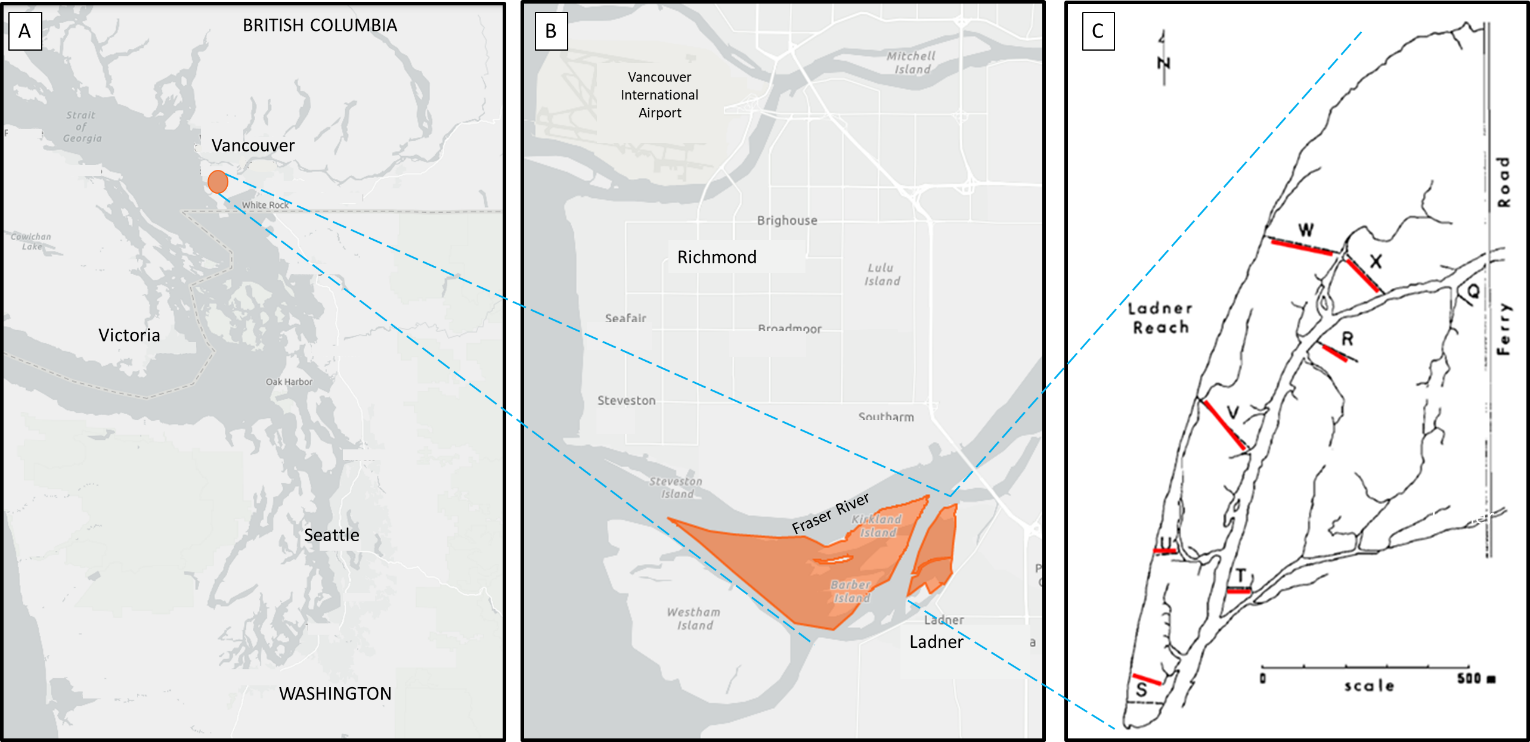 A
BRITISH COLUMBIA
Strait
of
Georgia
Vancouver
White Rock
Cowichan
Lake
Victoria
Oak Harbor
Seattle
WASHINGTON
B
Mitchell
Island
Vancouver
International
Airport
Brighouse
Richmond
Lulu
Island
Seafair
Broadmoor
Steveston
Southarm
Steveston
Island
Fraser River
Kirkland
Island
Barber
Island
Westham
Island
Ladner
Ladner
C
N
W
X
Q
Road
Ferry
Ladner
Reach
R
V
U
T
S
0
500 m
scale